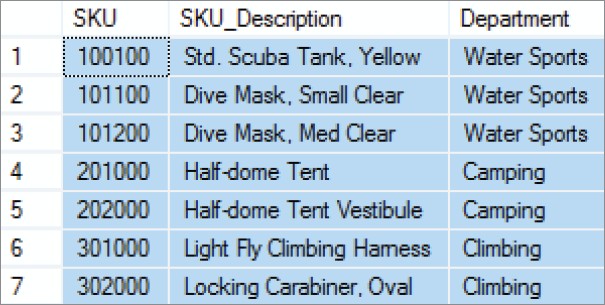 SKU SKU_Description Department
1 100100 Std. Scuba Tank, Yellow Water Sports
2 101100 Dive Mask, Small Clear Water Sports
3 101200 Dive Mask, Med Clear Water Sports
4 201000 Half-dome Tent Camping
5 202000 Half-dome Tent Vestibule Camping
6 301000 Light Fly Climbing Harness Climbing
7 302000 Locking Carabiner, Oval Climbing